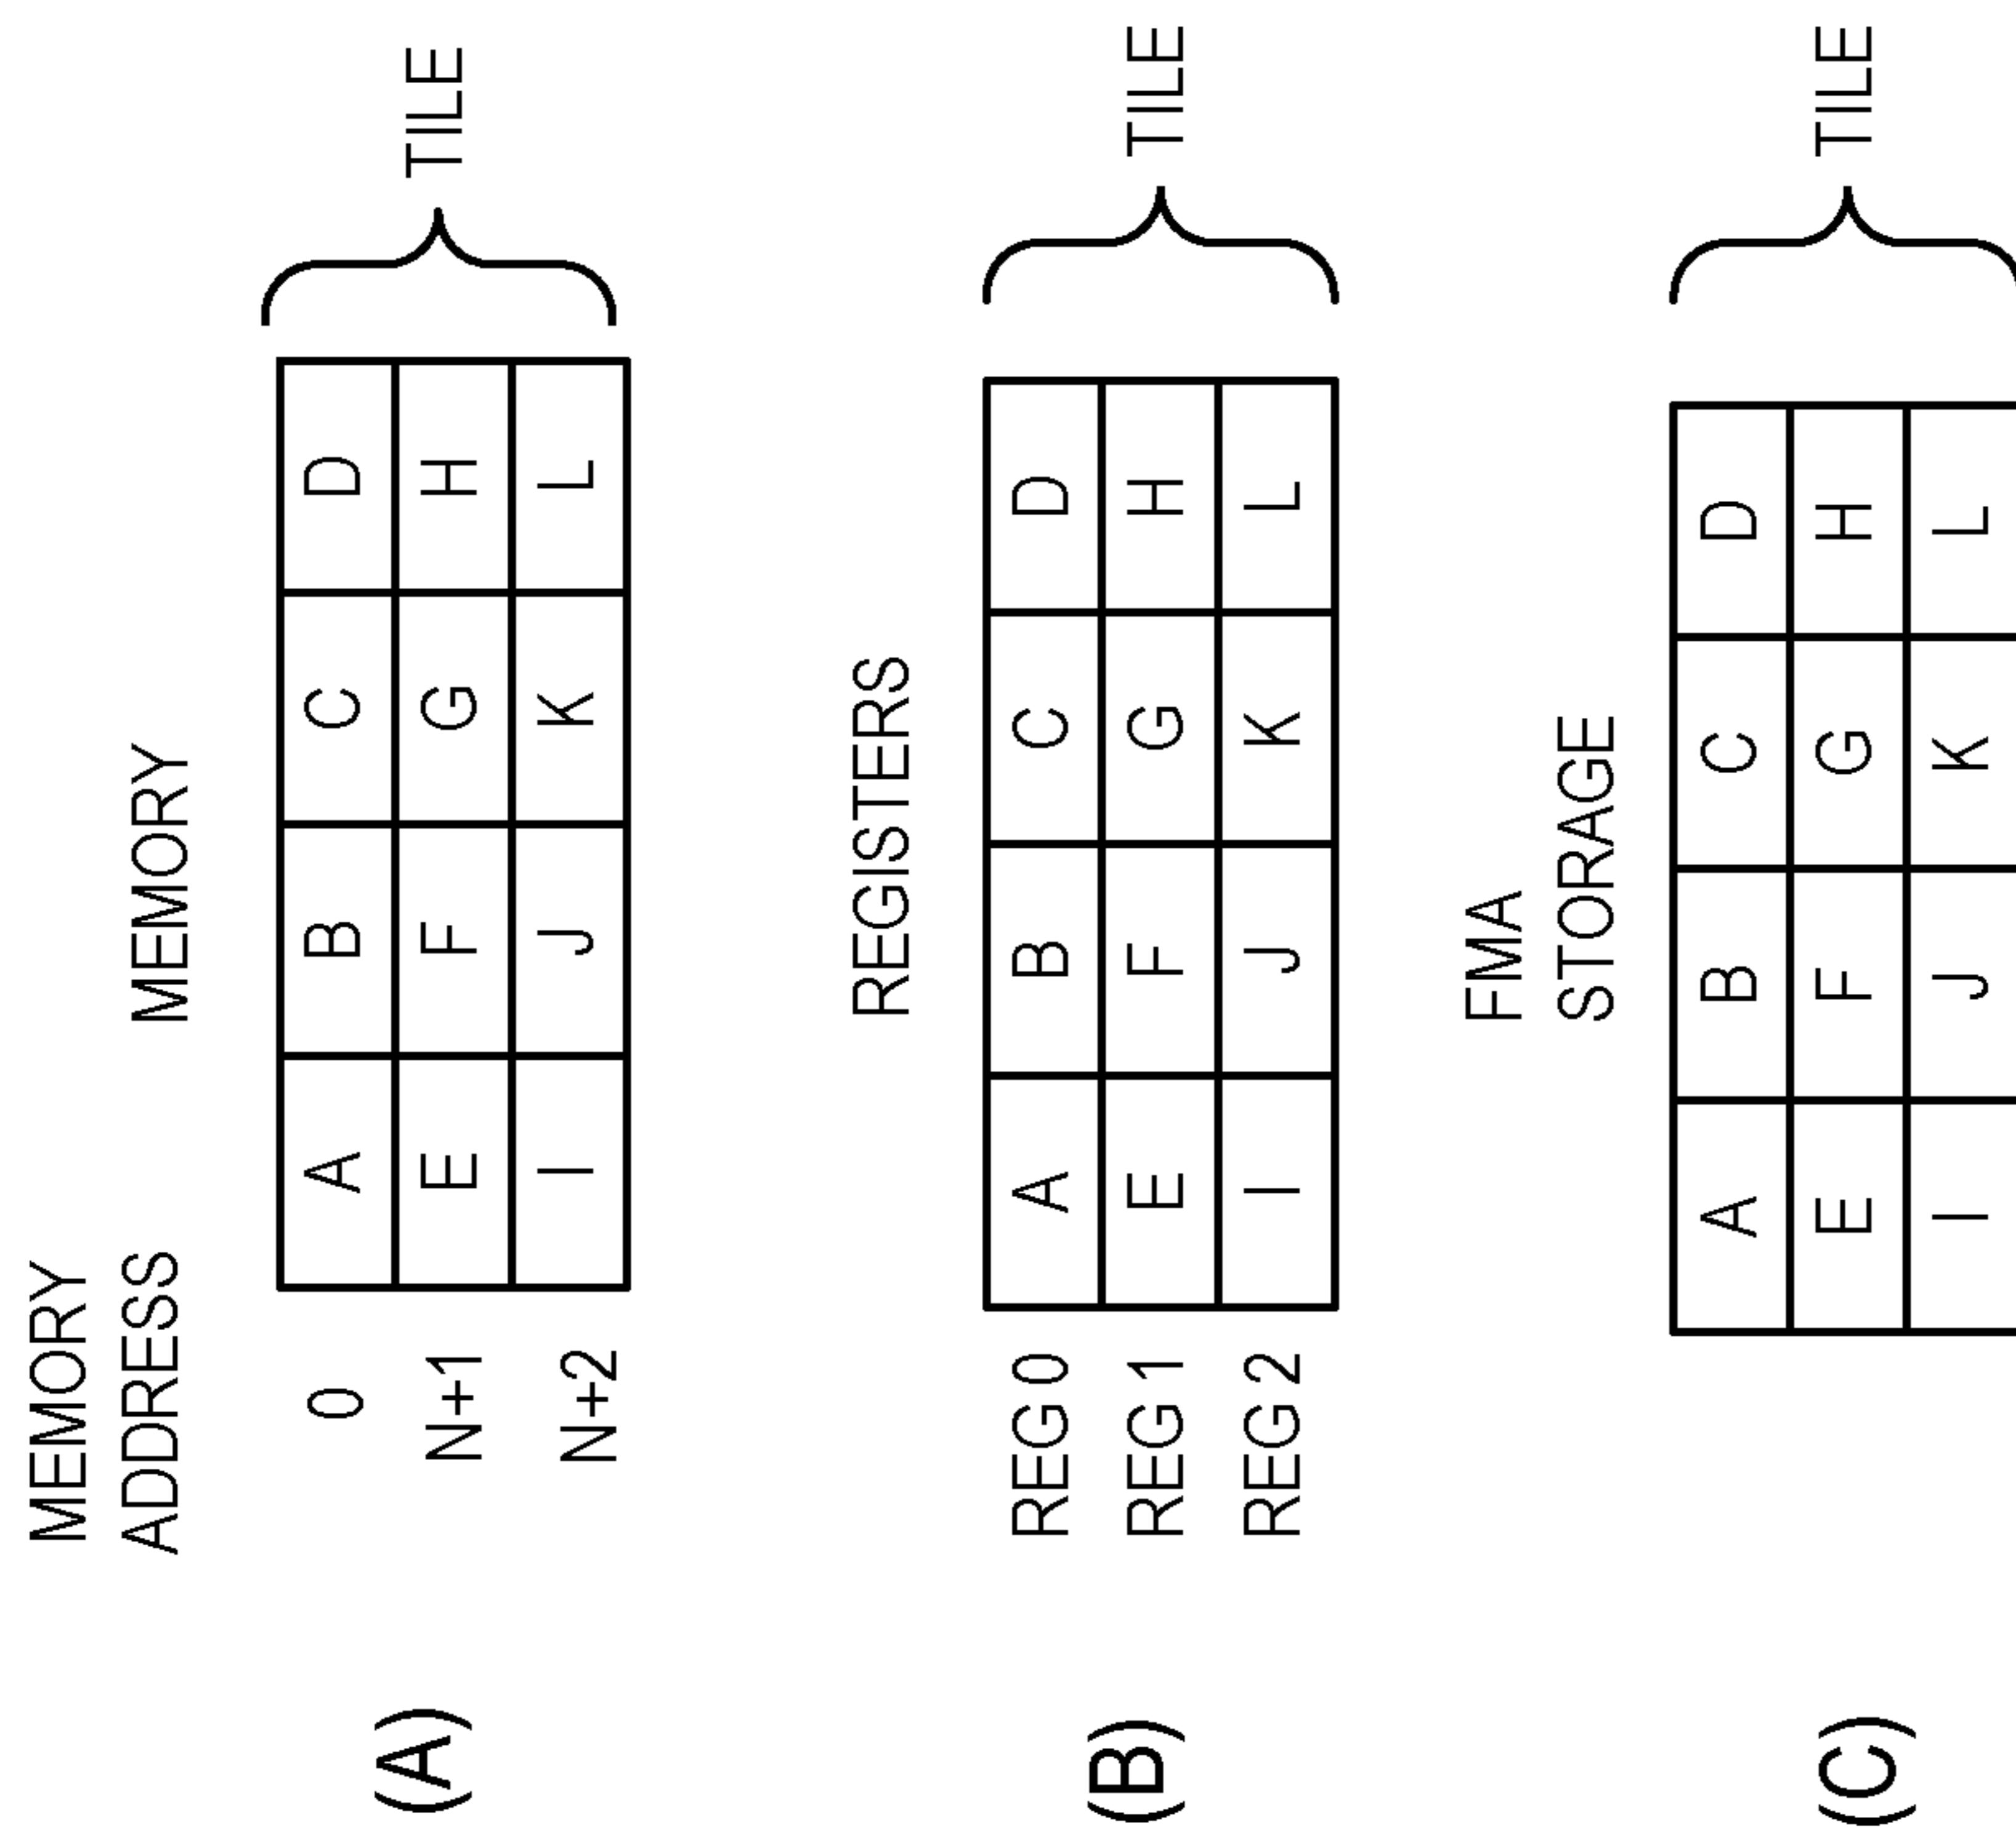 MEMORY
ADDRESS
MEMORY
0 A B C D
N+1 E F G H
N+2 I J K L
TILE
(A)
REGISTERS
REG 0 A B C D
REG 1 E F G H
REG 2 I J K L
TILE
(B)
FMA
STORAGE
A B C D
E F G H
I J K L
TILE
(C)